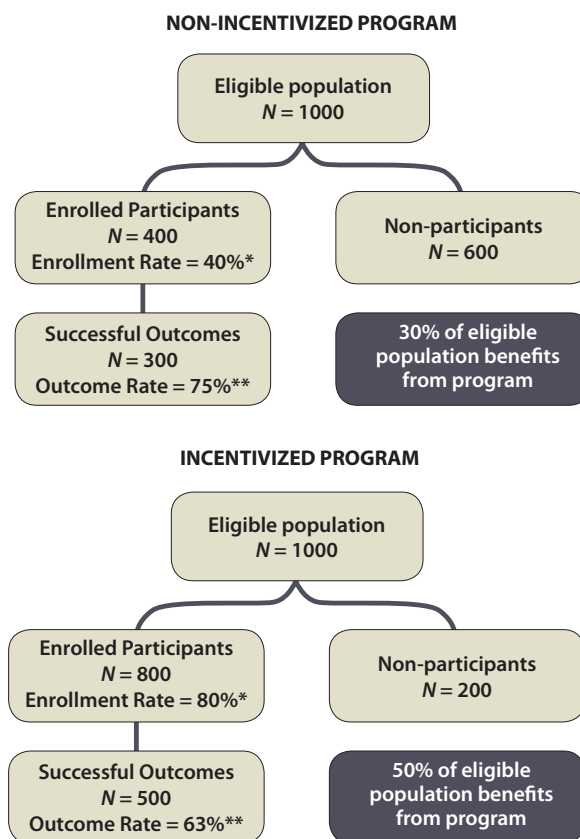 NON-INCENTIVIZED PROGRAM
Eligible population
N = 1000
Enrolled Participants
N = 400
Enrollment Rate = 40%*
Non-participants
N = 600
Successful Outcomes
N = 300
Outcome Rate = 75%**
30% of eligible
population benefits
from program
INCENTIVIZED PROGRAM
Eligible population
N = 1000
Enrolled Participants
N = 800
Enrollment Rate = 80%*
Non-participants
N = 200
Successful Outcomes
N = 500
Outcome Rate = 63%**
50% of eligible
population benefits
from program